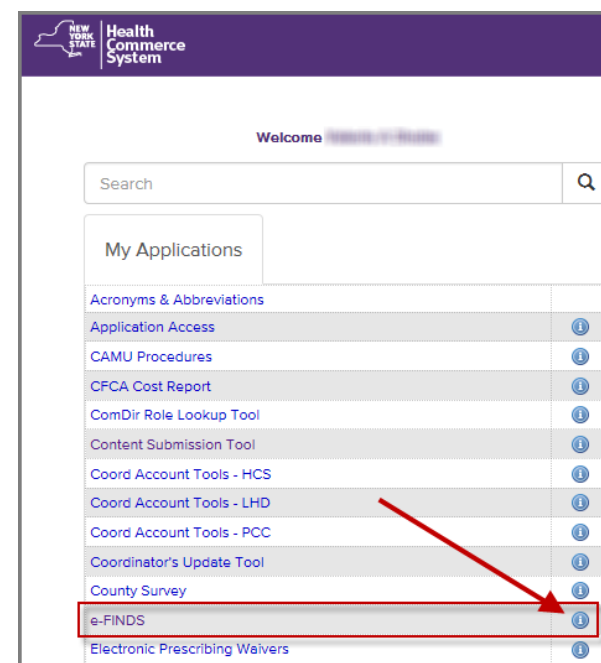 NEW YORK STATE
Health Commerce System
Welcome
Search
My Applications
Acronyms & Abbreviations
Application Access
CAMU Procedures
CFCA Cost Report
ComDir Role Lookup Tool
Content Submission Tool
Coord Account Tools - HCS
Coord Account Tools - LHD
Coord Account Tools - PCC
Coordinator's Update Tool
County Survey
e-FINDS
Electronic Prescribing Waivers